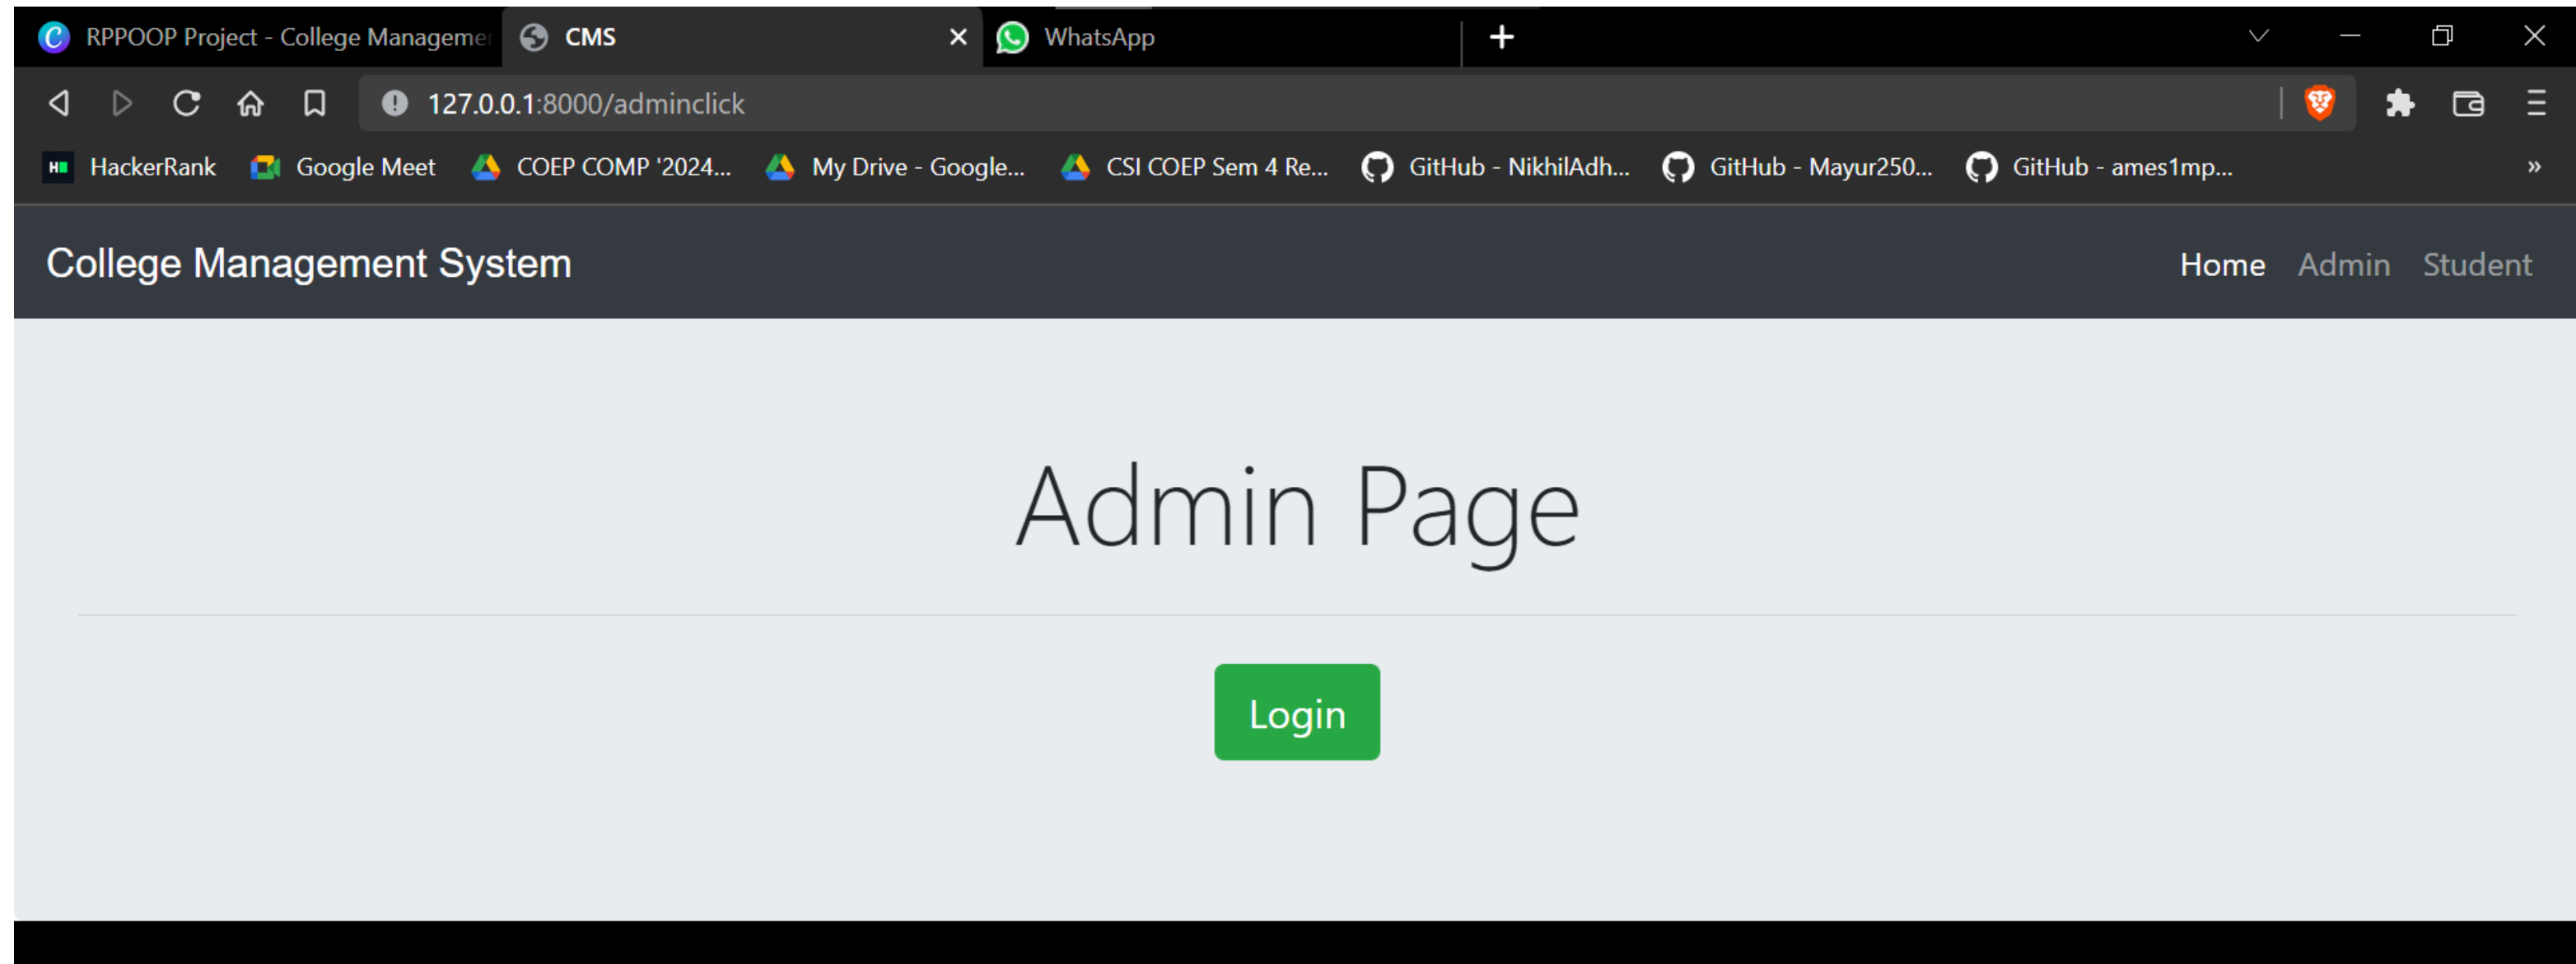 RPPOOP Project - College Manageme CMS WhatsApp
127.0.0.1:8000/adminclick
HackerRank Google Meet COEP COMP '2024... My Drive - Google... CSI COEP Sem 4 Re... GitHub - NikhilAdh... GitHub - Mayur250... GitHub - ames1mp... »
College Management System Home Admin Student
Admin Page
Login